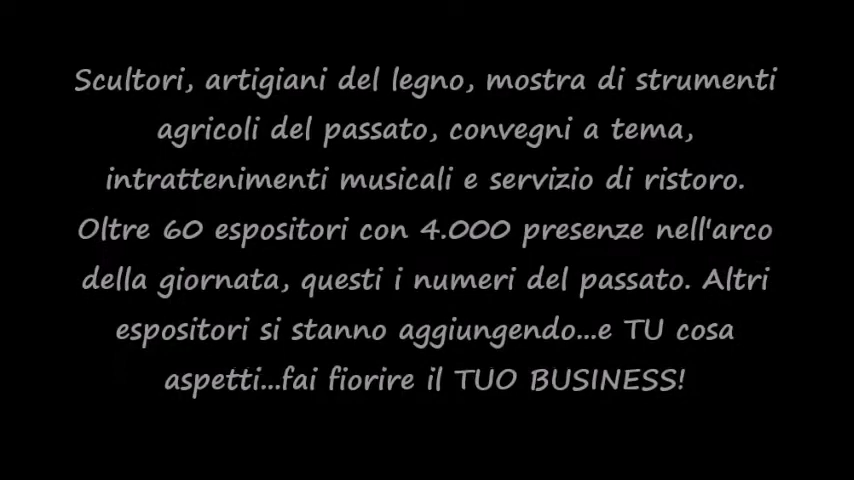 Scultori, artigiani del legno, mostra di strumenti
agricoli del passato, convegni a tema,
intrattenimenti musicali e servizio di ristoro.
Oltre 60 espositori con 4.000 presenze nell'arco
della giornata, questi i numeri del passato. Altri
espositori si stanno aggiungendo...e TU cosa
aspetti...fai fiorire il TUO BUSINESS!